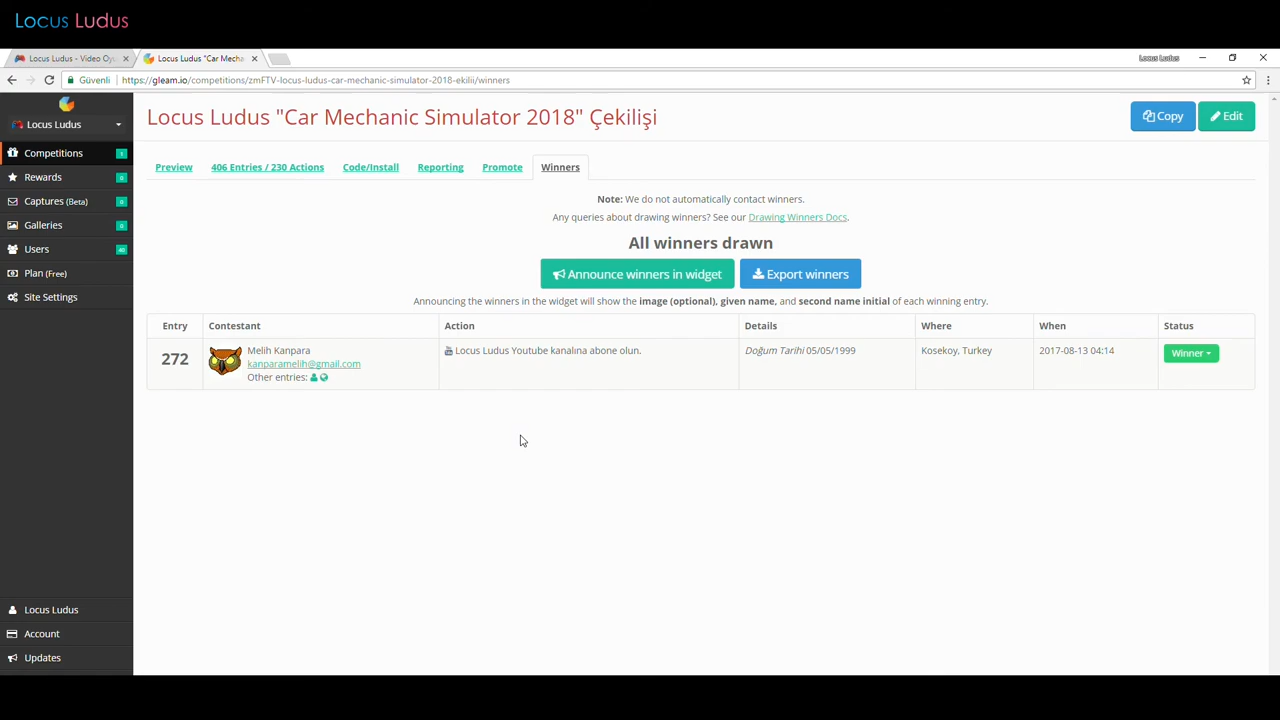 Locus Ludus
Locus Ludus - Video Oyu
Locus Ludus "Car Mecha
Locus Ludus
Güvenli
https://gleam.io/competitions/zmFTV-locus-ludus-car-mechanic-simulator-2018-ekilii/winners
Locus Ludus
Locus Ludus "Car Mechanic Simulator 2018" Çekilişi
Copy
Edit
Competitions 1
Rewards 0
Captures (Beta) 0
Galleries 0
Users
Plan (Free)
Site Settings
Preview 406 Entries / 230 Actions Code/Install Reporting Promote Winners
Note: We do not automatically contact winners.
Any queries about drawing winners? See our Drawing Winners Docs.
All winners drawn
Announce winners in widget Export winners
Announcing the winners in the widget will show the image (optional), given name, and second name initial of each winning entry.
Entry Contestant Action Details Where When Status
272 Melih Kanpara Locus Ludus Youtube kanalına abone olun. Doğum Tarihi 05/05/1999 Kosekoy, Turkey 2017-08-13 04:14 Winner
kanparamelih@gmail.com
Other entries:
Locus Ludus
Account
Updates